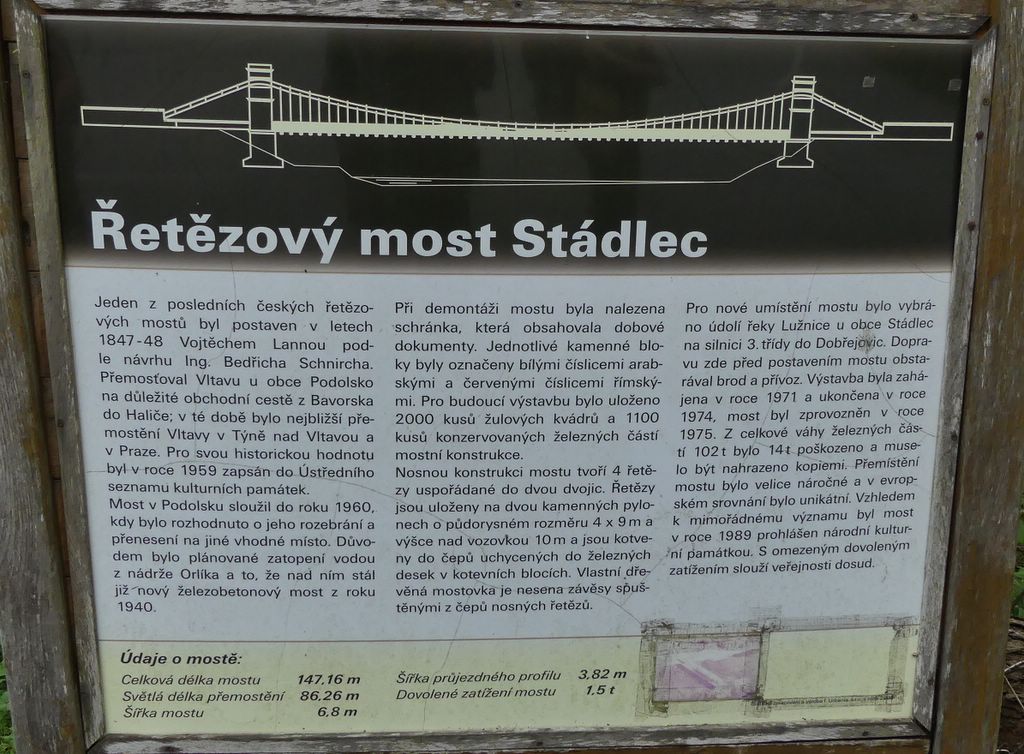 Řetězový most Stádlec
Jeden z posledních českých řetězo-
vých mostů byl postaven v letech
1847-48 Vojtěchem Lannou pod-
le návrhu Ing. Bedřicha Schnircha.
Přemosťoval Vltavu u obce Podolsko
na důležité obchodní cestě z Bavorska
do Haliče; v té době bylo nejbližší pře-
mostění Vltavy v Týně nad Vltavou a
v Praze. Pro svou historickou hodnotu
byl v roce 1959 zapsán do Ústředního
seznamu kulturních památek.
Most v Podolsku sloužil do roku 1960,
kdy bylo rozhodnuto o jeho rozebrání a
přenesení na jiné vhodné místo. Důvo-
dem bylo plánované zatopení vodou
z nádrže Orlíka a to, že nad ním stál
již nový železobetonový most z roku
1940.
Při demontáži mostu byla nalezena
schránka, která obsahovala dobové
dokumenty. Jednotlivé kamenné blo-
ky byly označeny bílými číslicemi arab-
skými a červenými číslicemi římský-
mi. Pro budoucí výstavbu bylo uloženo
2000 kusů žulových kvádrů a 1100
kusů konzervovaných železných částí
mostní konstrukce.
Nosnou konstrukci mostu tvoří 4 řetě-
zy uspořádané do dvou dvojic. Řetězy
jsou uloženy na dvou kamenných pylo-
nech o půdorysném rozměru 4 x 9 m a
výšce nad vozovkou 10 m a jsou kotve-
ny do čepů uchycených do železných
desek v kotevních blocích. Vlastní dře-
věná mostovka je nesena závěsy spuš-
těnými z čepů nosných řetězů.
Pro nové umístění mostu bylo vybrá-
no údolí řeky Lužnice u obce Stádlec
na silnici 3. třídy do Dobřejovic. Dopra-
vu zde před postavením mostu obsta-
rával brod a přívoz. Výstavba byla zahá-
jena v roce 1971 a ukončena v roce
1974, most byl zprovozněn v roce
1975. Z celkové váhy železných čás-
tí 102 t bylo 14 t poškozeno a muse-
lo být nahrazeno kopiemi. Přemístění
mostu bylo velice náročné a v evrop-
ském srovnání bylo unikátní. Vzhledem
k mimořádnému významu byl most
v roce 1989 prohlášen národní kultur-
ní památkou. S omezeným dovoleným
zatížením slouží veřejnosti dosud.
Údaje o mostě:
Celková délka mostu 147.16 m
Světlá délka přemostění 86.26 m
Šířka mostu 6,8 m
Šířka průjezdného profilu 3.82 m
Dovolené zatížení mostu 1.5 t